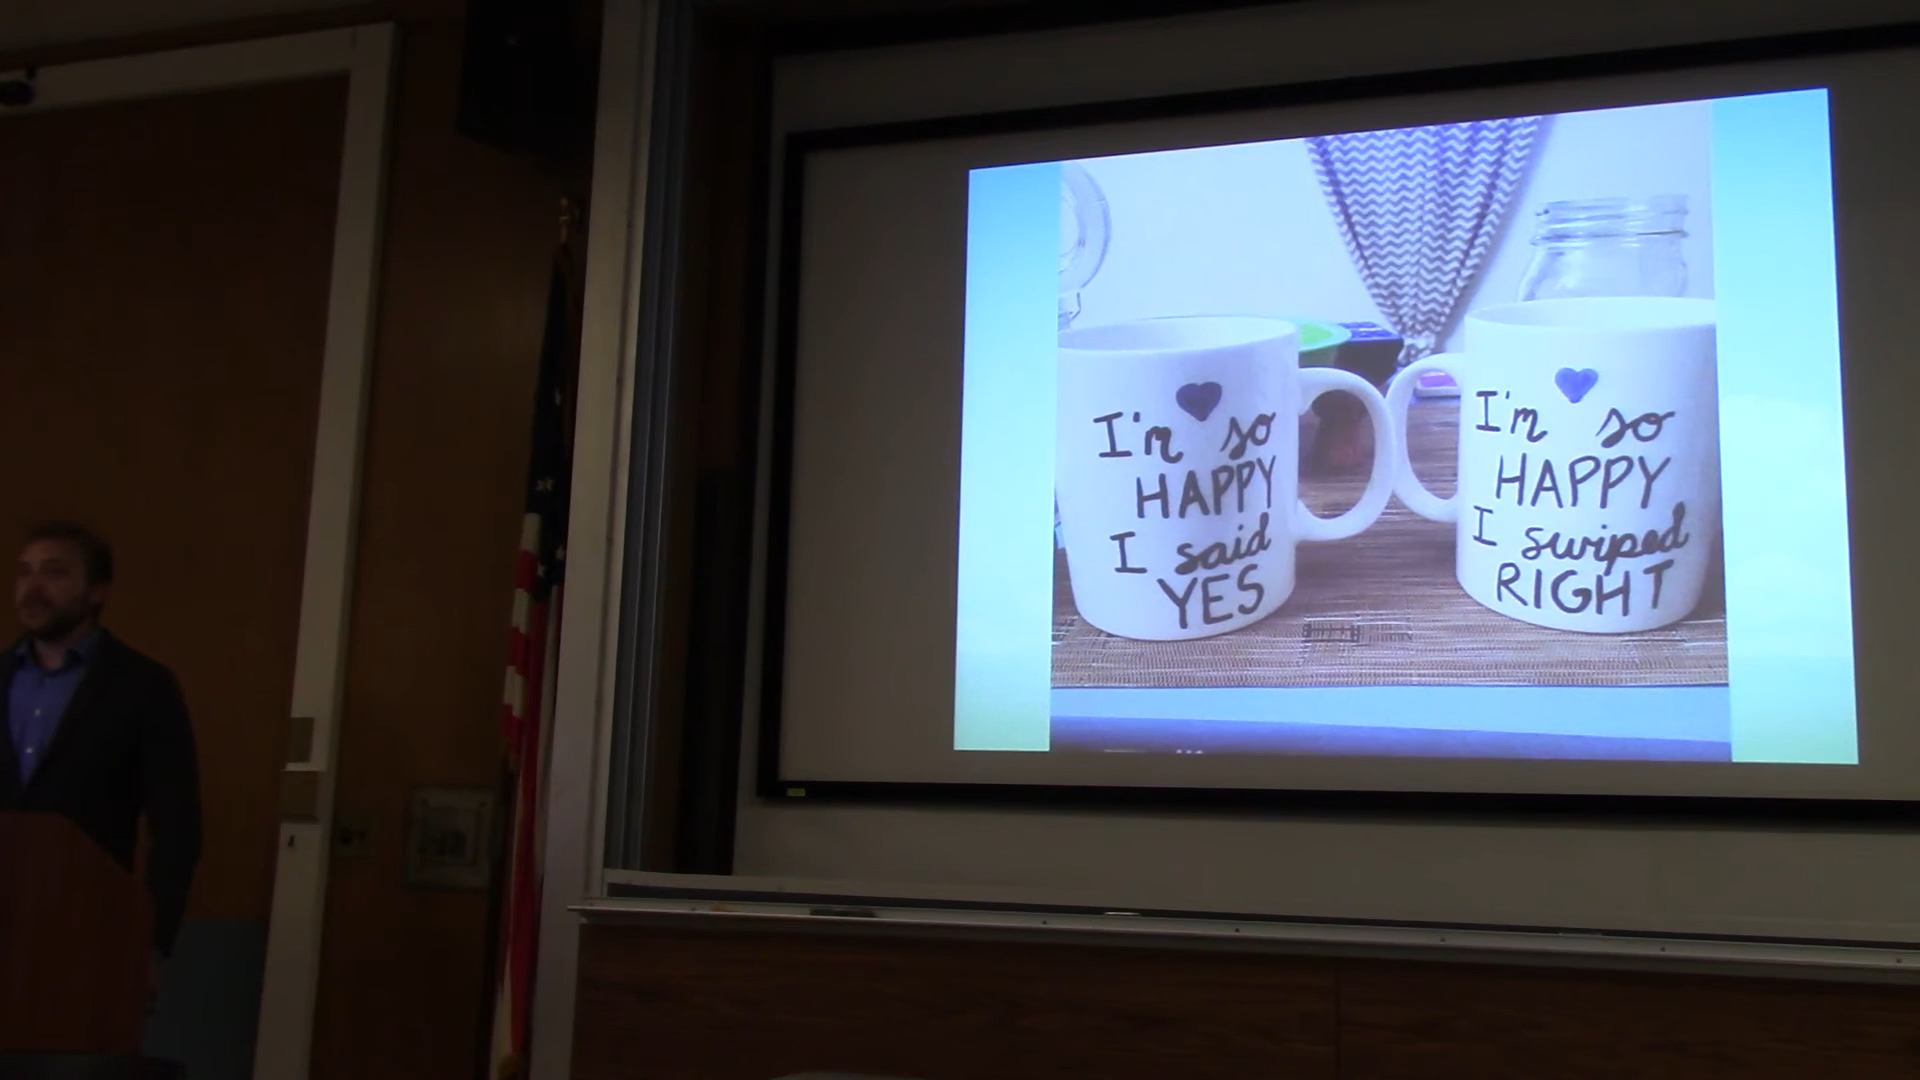 I'm so
HAPPY
I said
YES
I'm so
HAPPY
I swiped
RIGHT